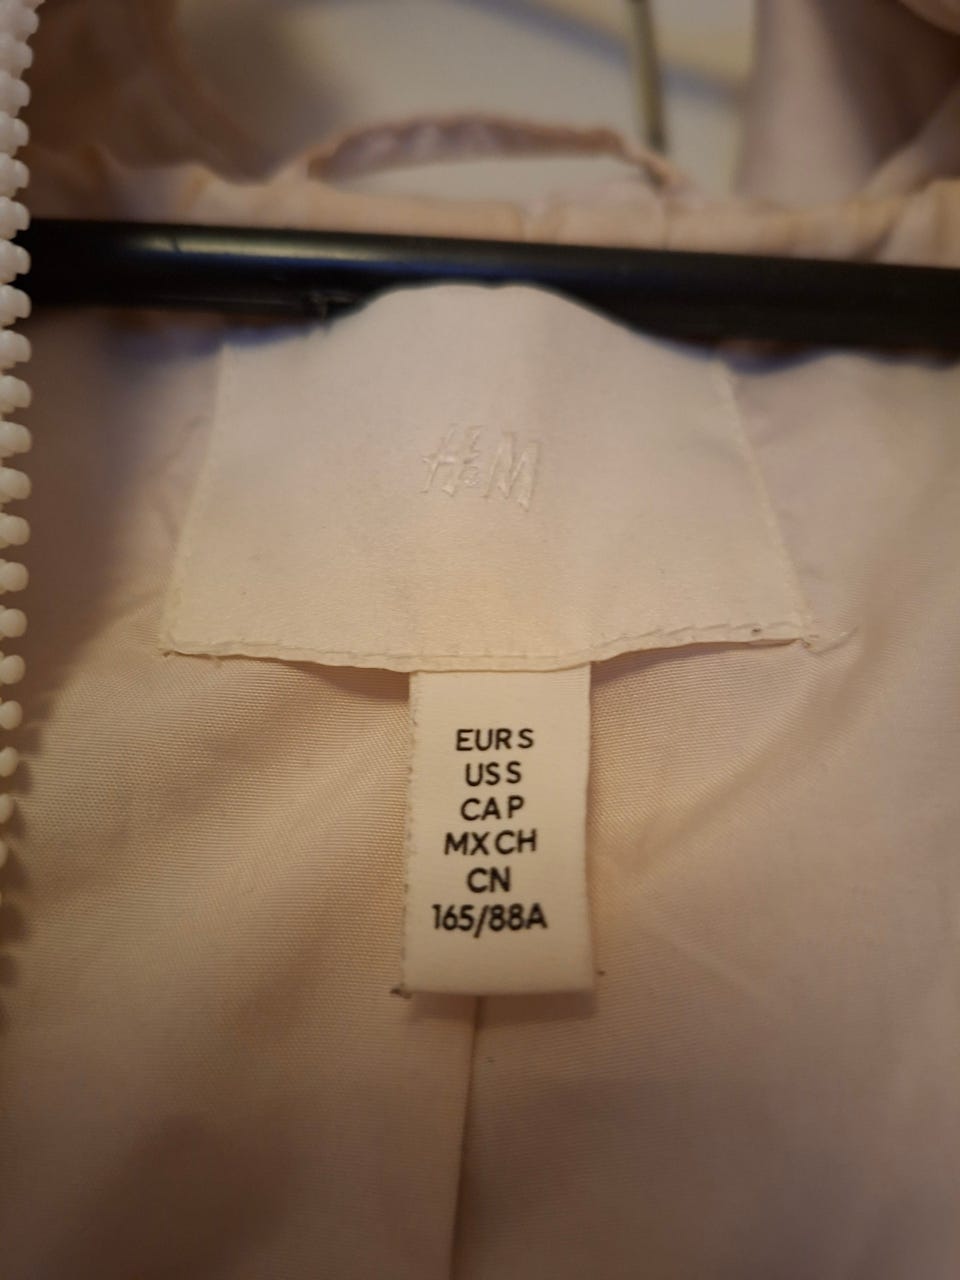 H&M
EUR S
US S
CA P
MX CH
CN
165/88A